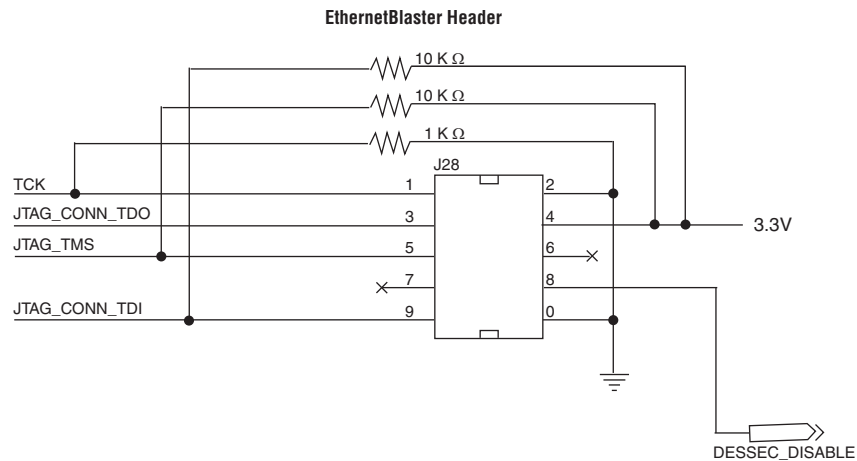 EthernetBlaster Header
10 K Ω
10 K Ω
1 K Ω
J28
TCK
1
2
JTAG_CONN_TDO
3
4
3.3V
JTAG_TMS
5
6
7
8
JTAG_CONN_TDI
9
0
DESSEC_DISABLE